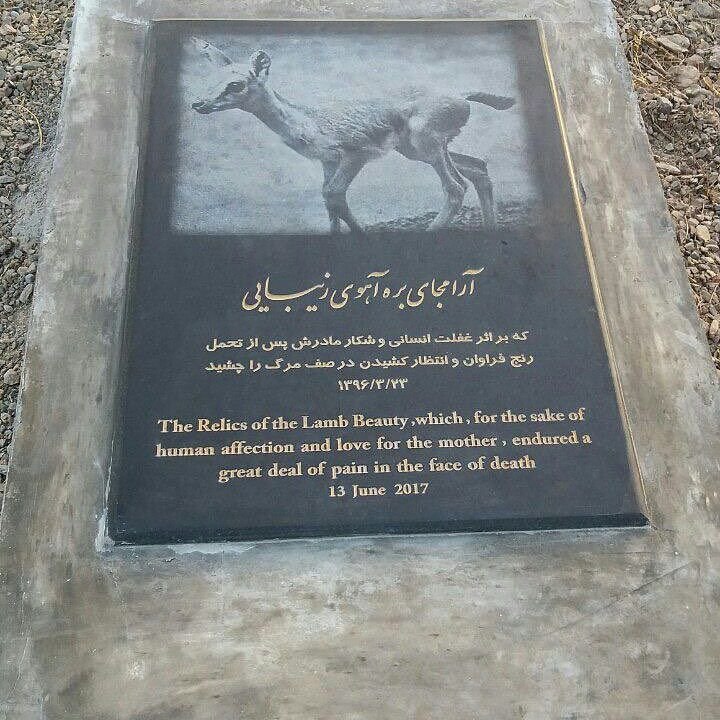 آرامجای بره آهوی زیبایی
که بر اثر غفلت انسانی و شکار مادرش پس از تحمل
رنج فراوان و انتظار کشیدن در صف مرگ را چشید
۱۳۹۶/۳/۲۳
The Relics of the Lamb Beauty ,which , for the sake of
human affection and love for the mother , endured a
great deal of pain in the face of death
13 June 2017